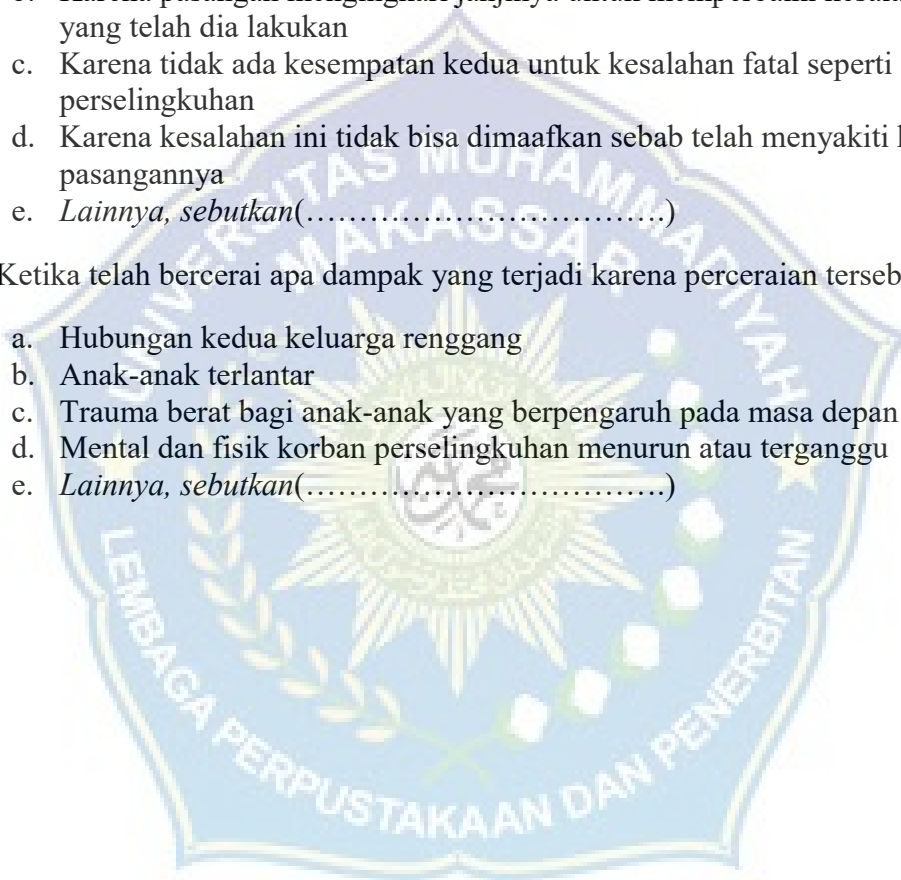 yang telah dia lakukan
c. Karena tidak ada kesempatan kedua untuk kesalahan fatal seperti
perselingkuhan
d. Karena kesalahan ini tidak bisa dimaafkan sebab telah menyakiti
pasangannya
e. Lainnya, sebutkan(……………………………….)
Ketika telah bercerai apa dampak yang terjadi karena perceraian terseb
a. Hubungan kedua keluarga renggang
b. Anak-anak terlantar
c. Trauma berat bagi anak-anak yang berpengaruh pada masa depan
d. Mental dan fisik korban perselingkuhan menurun atau terganggu
e. Lainnya, sebutkan(……………………………….)
UNIVERSITAS MUHAMMADIYAH
MAKASSAR
LEMBAGA PERPUSTAKAAN DAN PENERBITAN